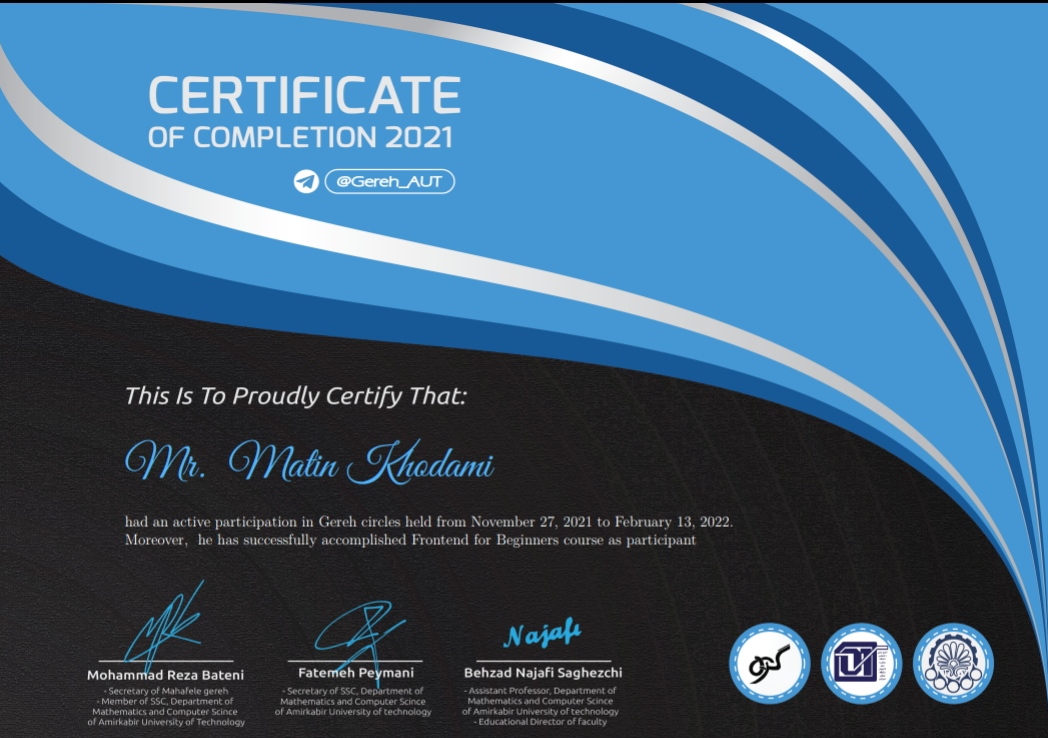 CERTIFICATE
OF COMPLETION 2021
@Gereh_AUT
This Is To Proudly Certify That:
Mr. Matin Khodami
had an active participation in Gereh circles held from November 27, 2021 to February 13, 2022.
Moreover, he has successfully accomplished Frontend for Beginners course as participant
Najafi
Mohammad Reza Bateni
- Secretary of Mahafele gereh
- Member of SSC, Department of
Mathematics and Computer Scince
of Amirkabir University of Technology
Fatemeh Peymani
- Secretary of SSC, Department of
Mathematics and Computer Scince
of Amirkabir University of technology
Behzad Najafi Saghezchi
- Assistant Professor, Department of
Mathematics and Computer Scince
of Amirkabir University of technology
- Educational Director of faculty
گره